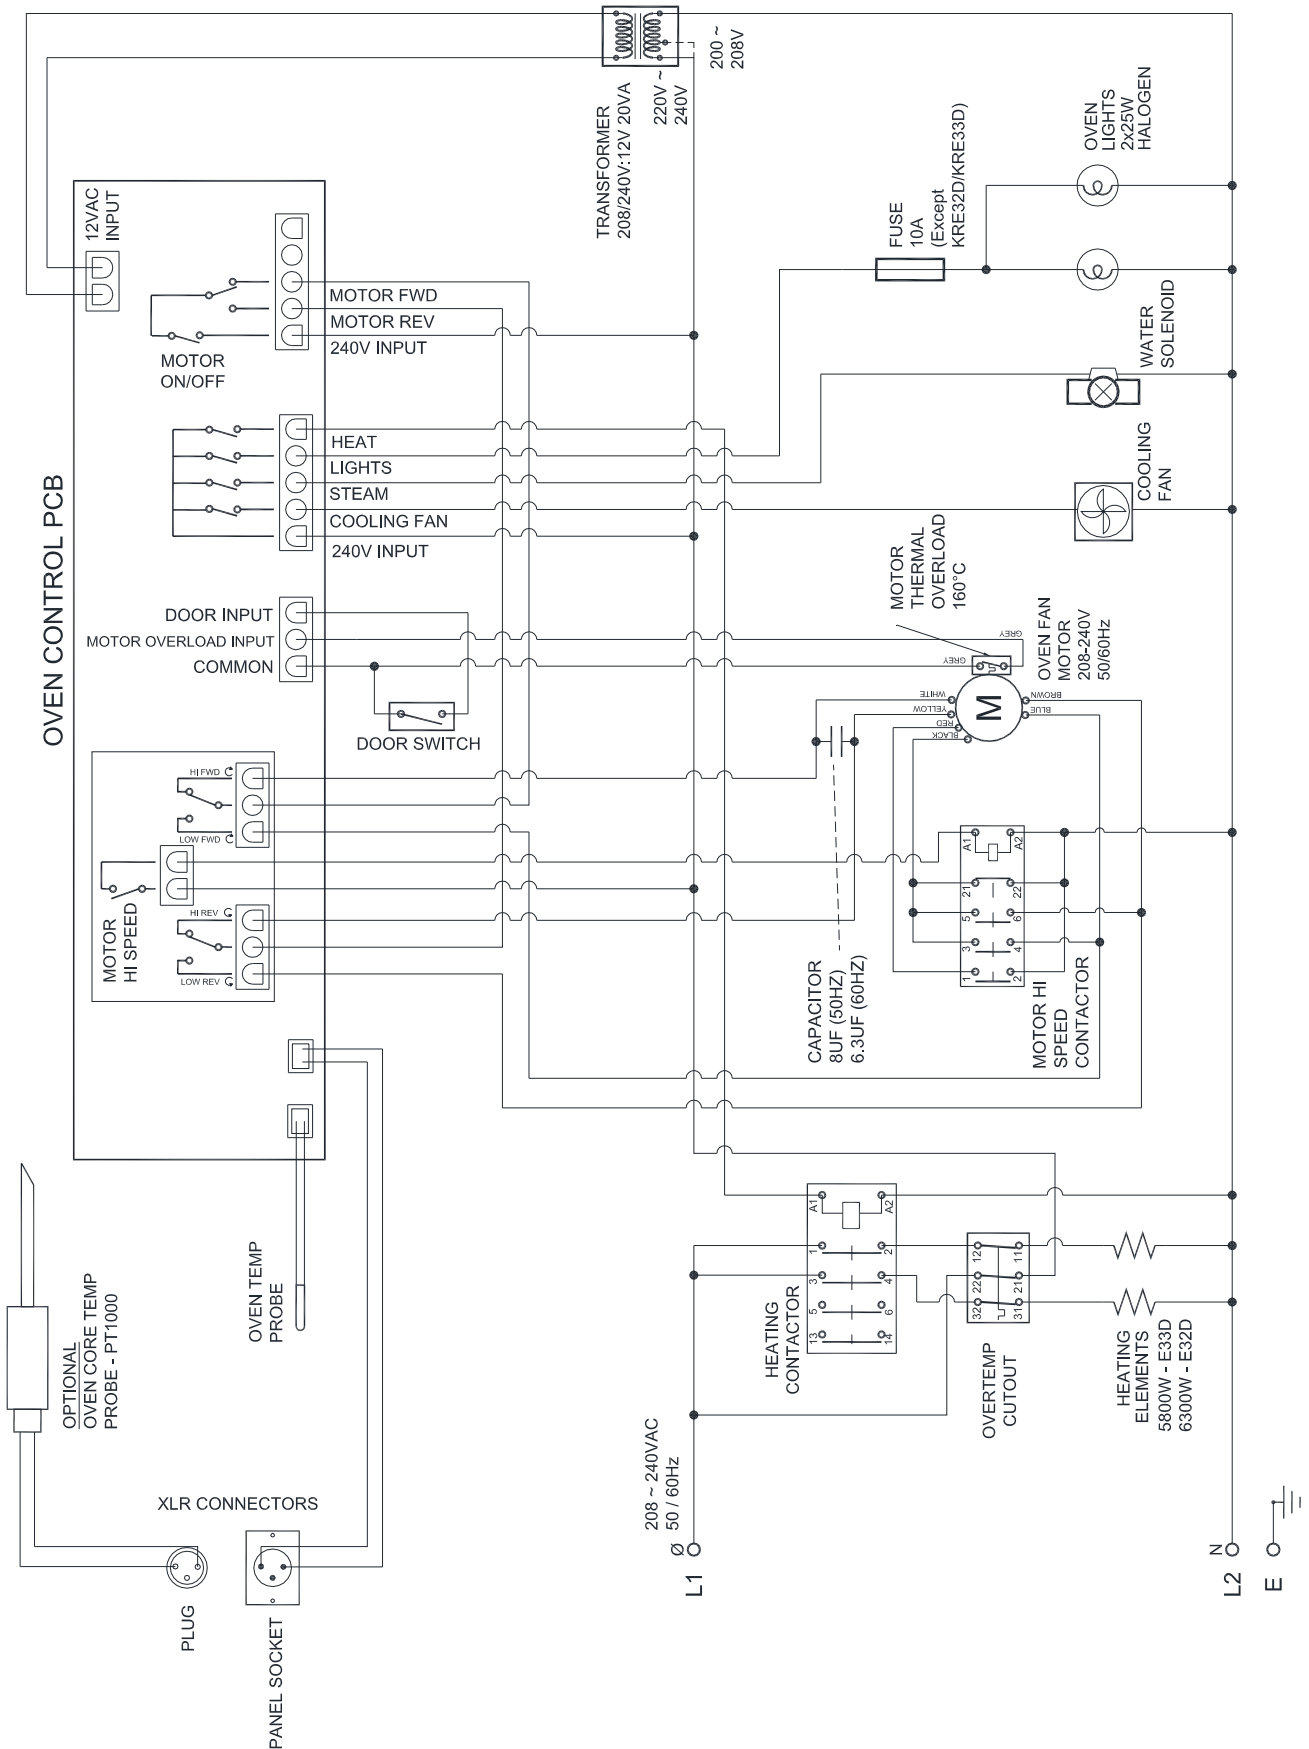 TRANSFORMER
208/240V:12V 20VA
220V ~
240V
200 ~
208V
OVEN CONTROL PCB
12VAC
INPUT
MOTOR FWD
MOTOR REV
240V INPUT
MOTOR
ON/OFF
HEAT
LIGHTS
STEAM
COOLING FAN
240V INPUT
DOOR INPUT
MOTOR OVERLOAD INPUT
COMMON
DOOR SWITCH
HI FWD
LOW FWD
MOTOR
HI SPEED
HI REV
LOW REV
FUSE
10A
(Except
KRE32D/KRE33D)
OVEN
LIGHTS
2x25W
HALOGEN
WATER
SOLENOID
COOLING
FAN
MOTOR
THERMAL
OVERLOAD
160°C
OVEN FAN
MOTOR
208-240V
50/60Hz
GREY
GREY
WHITE
YELLOW
RED
BLACK
BROWN
BLUE
M
CAPACITOR
8UF (50HZ)
6.3UF (60HZ)
A1
A2
21
22
5
6
3
4
1
2
MOTOR HI
SPEED
CONTACTOR
A1
A2
1
2
3
4
5
6
13
14
HEATING
CONTACTOR
12
11
22
21
32
31
OVERTEMP
CUTOUT
HEATING
ELEMENTS
5800W - E33D
6300W - E32D
OVEN TEMP
PROBE
OPTIONAL
OVEN CORE TEMP
PROBE - PT1000
XLR CONNECTORS
PLUG
PANEL SOCKET
208 ~ 240VAC
50 / 60Hz
Ø
L1
N
L2
E